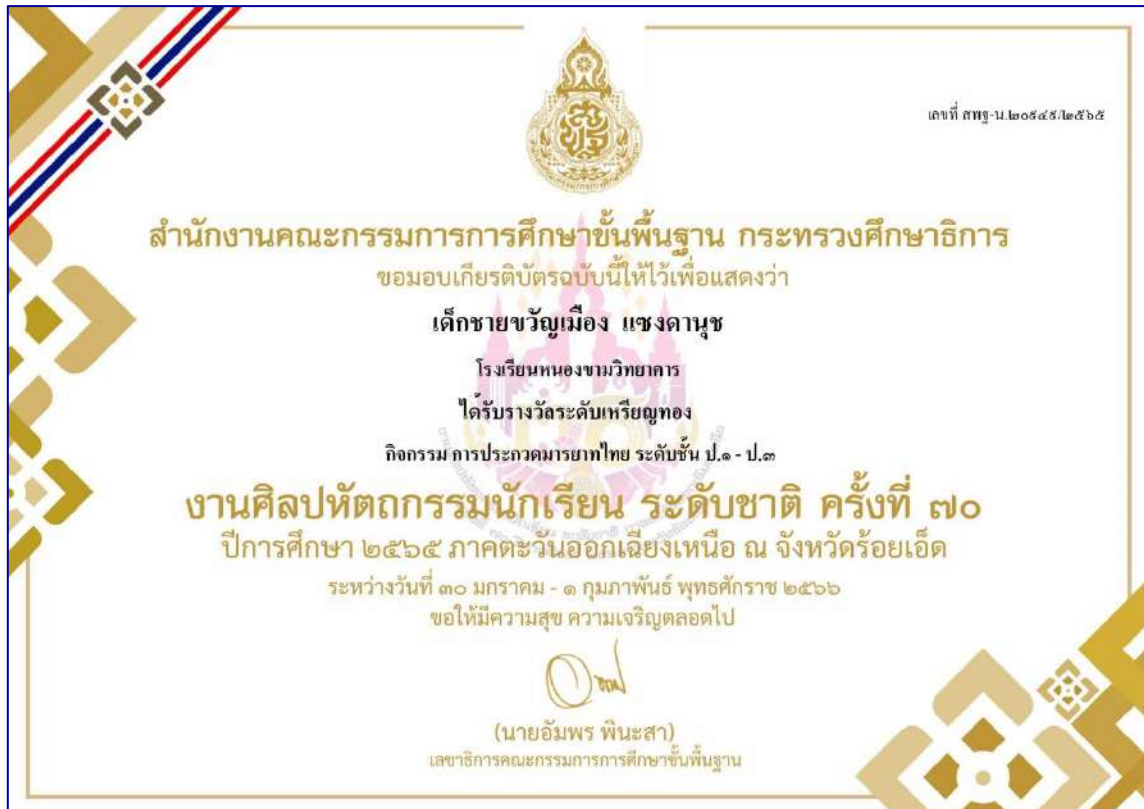 เลขที่ สพฐ-น.๒๐๙๔๙/๒๕๖๕
สำนักงานคณะกรรมการการศึกษาขั้นพื้นฐาน กระทรวงศึกษาธิการ
ขอมอบเกียรติบัตรฉบับนี้ให้ไว้เพื่อแสดงว่า
เด็กชายขวัญเมือง แซงดานุช
โรงเรียนหนองขามวิทยาคาร
ได้รับรางวัลระดับเหรียญทอง
กิจกรรม การประกวดมารยาทไทย ระดับชั้น ป.๑ - ป.๓
งานศิลปหัตถกรรมนักเรียน ระดับชาติ ครั้งที่ ๗๐
ปีการศึกษา ๒๕๖๕ ภาคตะวันออกเฉียงเหนือ ณ จังหวัดร้อยเอ็ด
ระหว่างวันที่ ๓๐ มกราคม - ๑ กุมภาพันธ์ พุทธศักราช ๒๕๖๖
ขอให้มีความสุข ความเจริญตลอดไป
(นายอัมพร พินะสา)
เลขาธิการคณะกรรมการการศึกษาขั้นพื้นฐาน